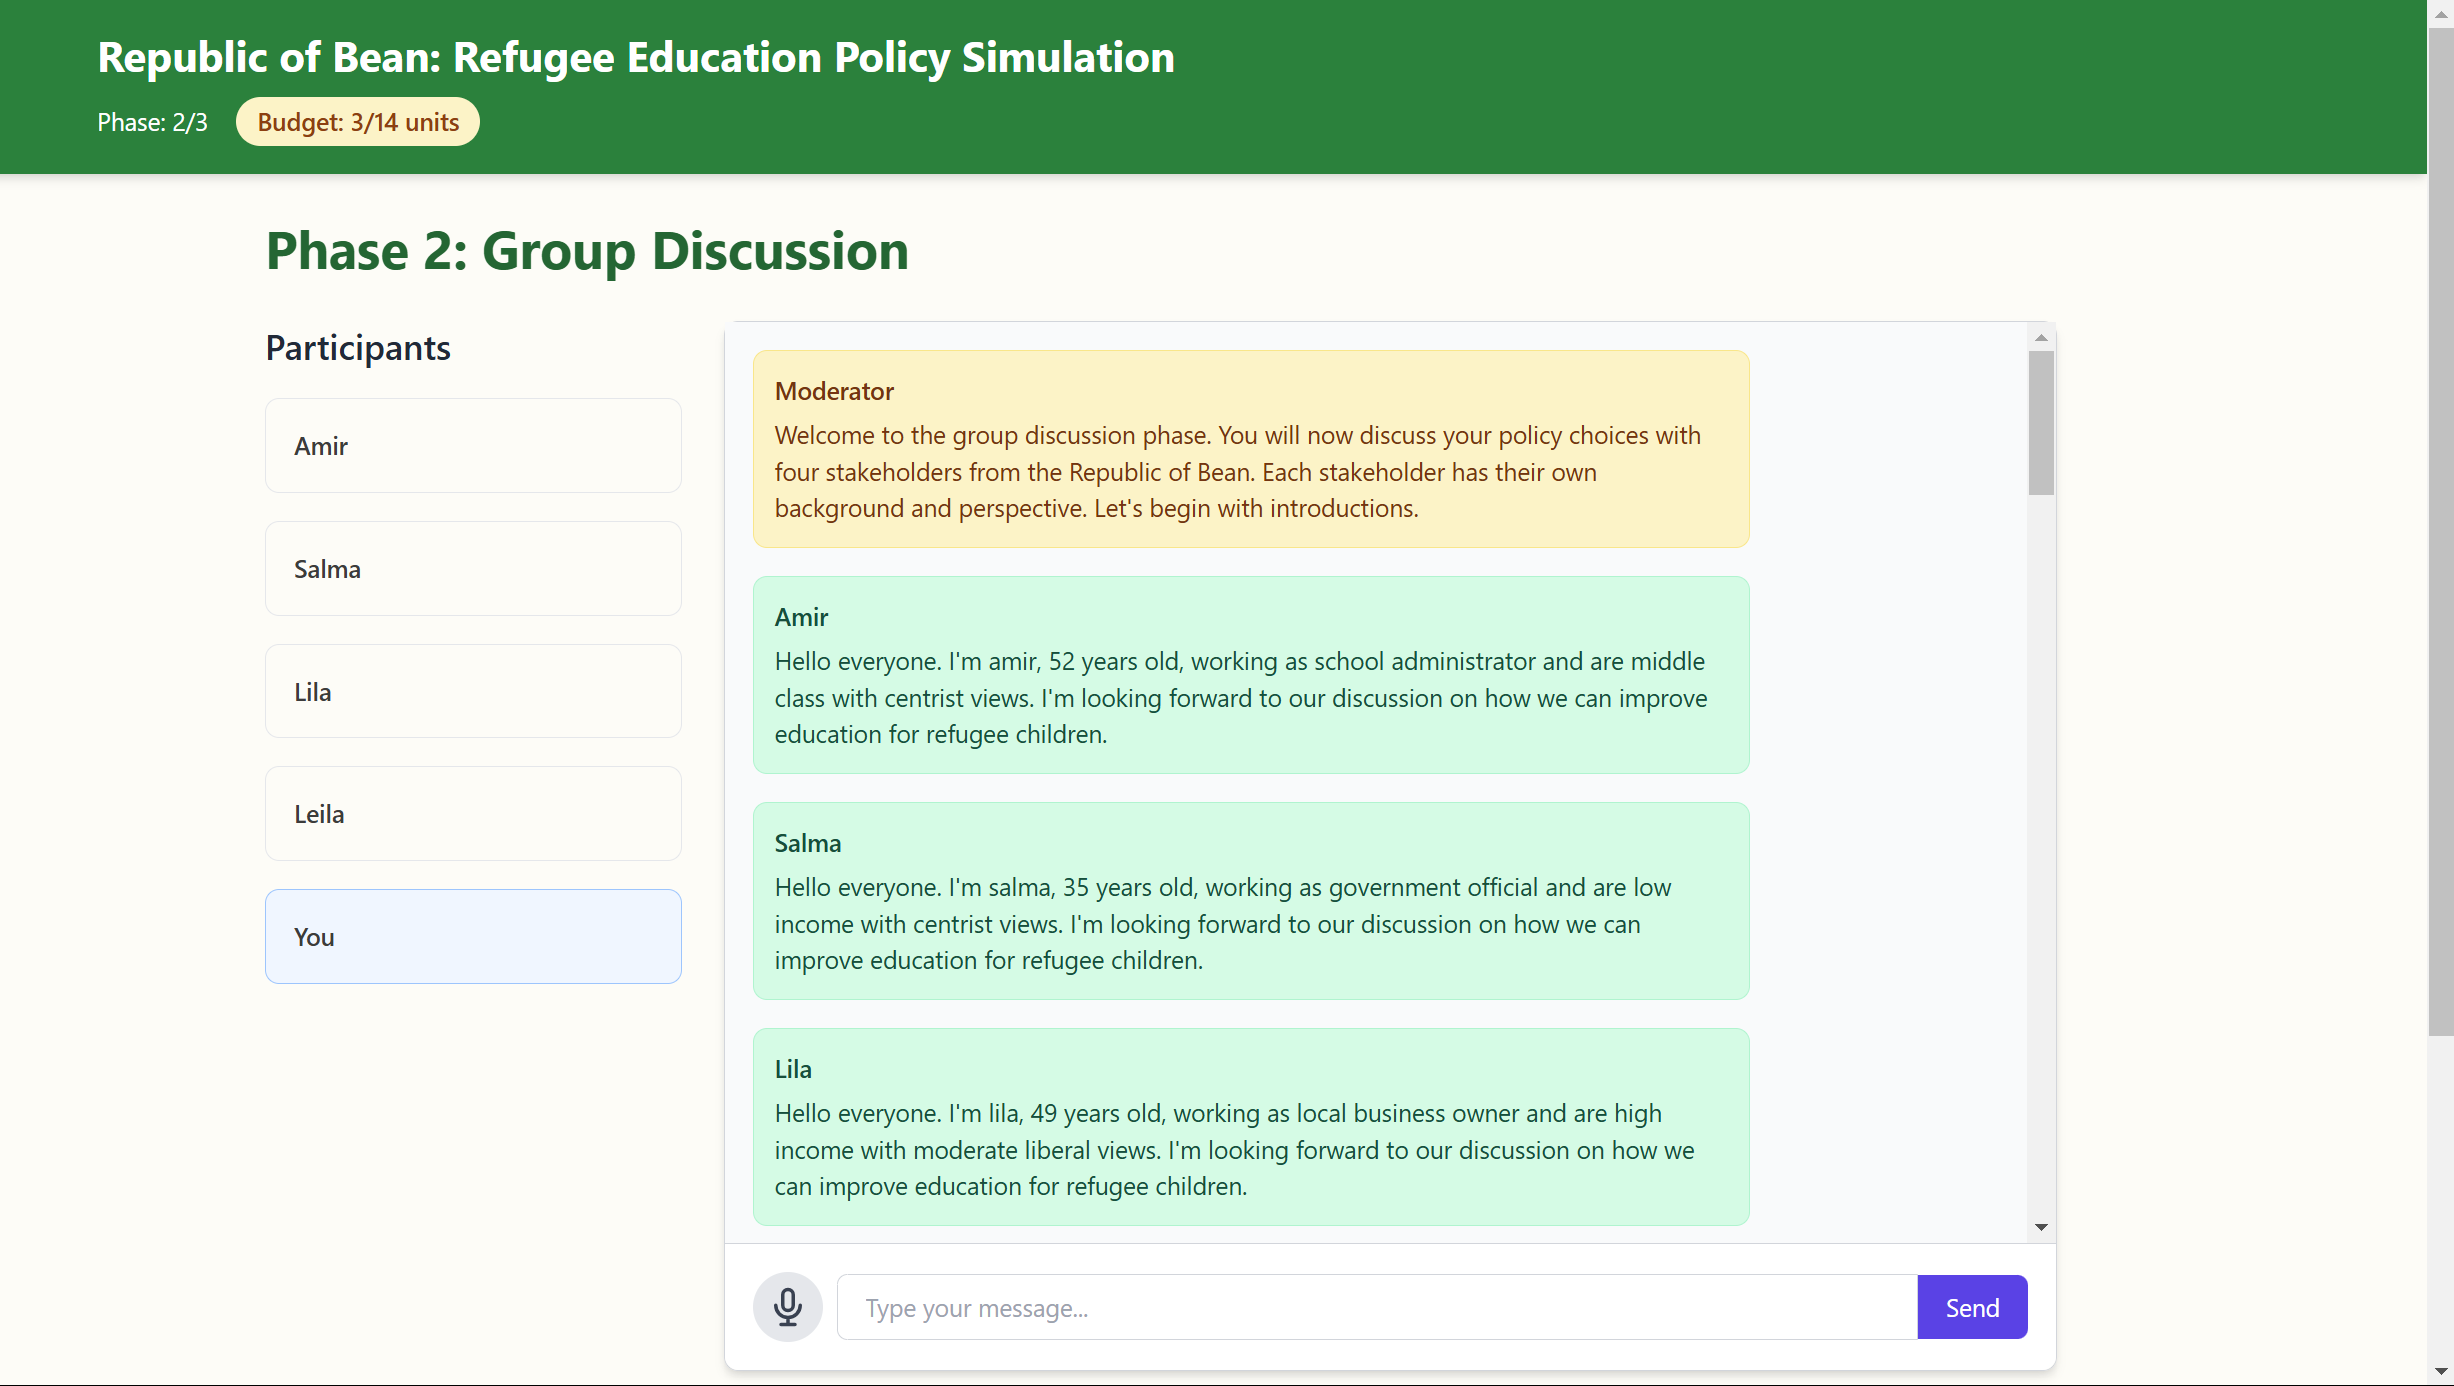 Republic of Bean: Refugee Education Policy Simulation
Phase: 2/3
Budget: 3/14 units
Phase 2: Group Discussion
Participants
Amir
Salma
Lila
Leila
You
Moderator
Welcome to the group discussion phase. You will now discuss your policy choices with
four stakeholders from the Republic of Bean. Each stakeholder has their own
background and perspective. Let's begin with introductions.
Amir
Hello everyone. I'm amir, 52 years old, working as school administrator and are middle
class with centrist views. I'm looking forward to our discussion on how we can improve
education for refugee children.
Salma
Hello everyone. I'm salma, 35 years old, working as government official and are low
income with centrist views. I'm looking forward to our discussion on how we can
improve education for refugee children.
Lila
Hello everyone. I'm lila, 49 years old, working as local business owner and are high
income with moderate liberal views. I'm looking forward to our discussion on how we
can improve education for refugee children.
Type your message...
Send